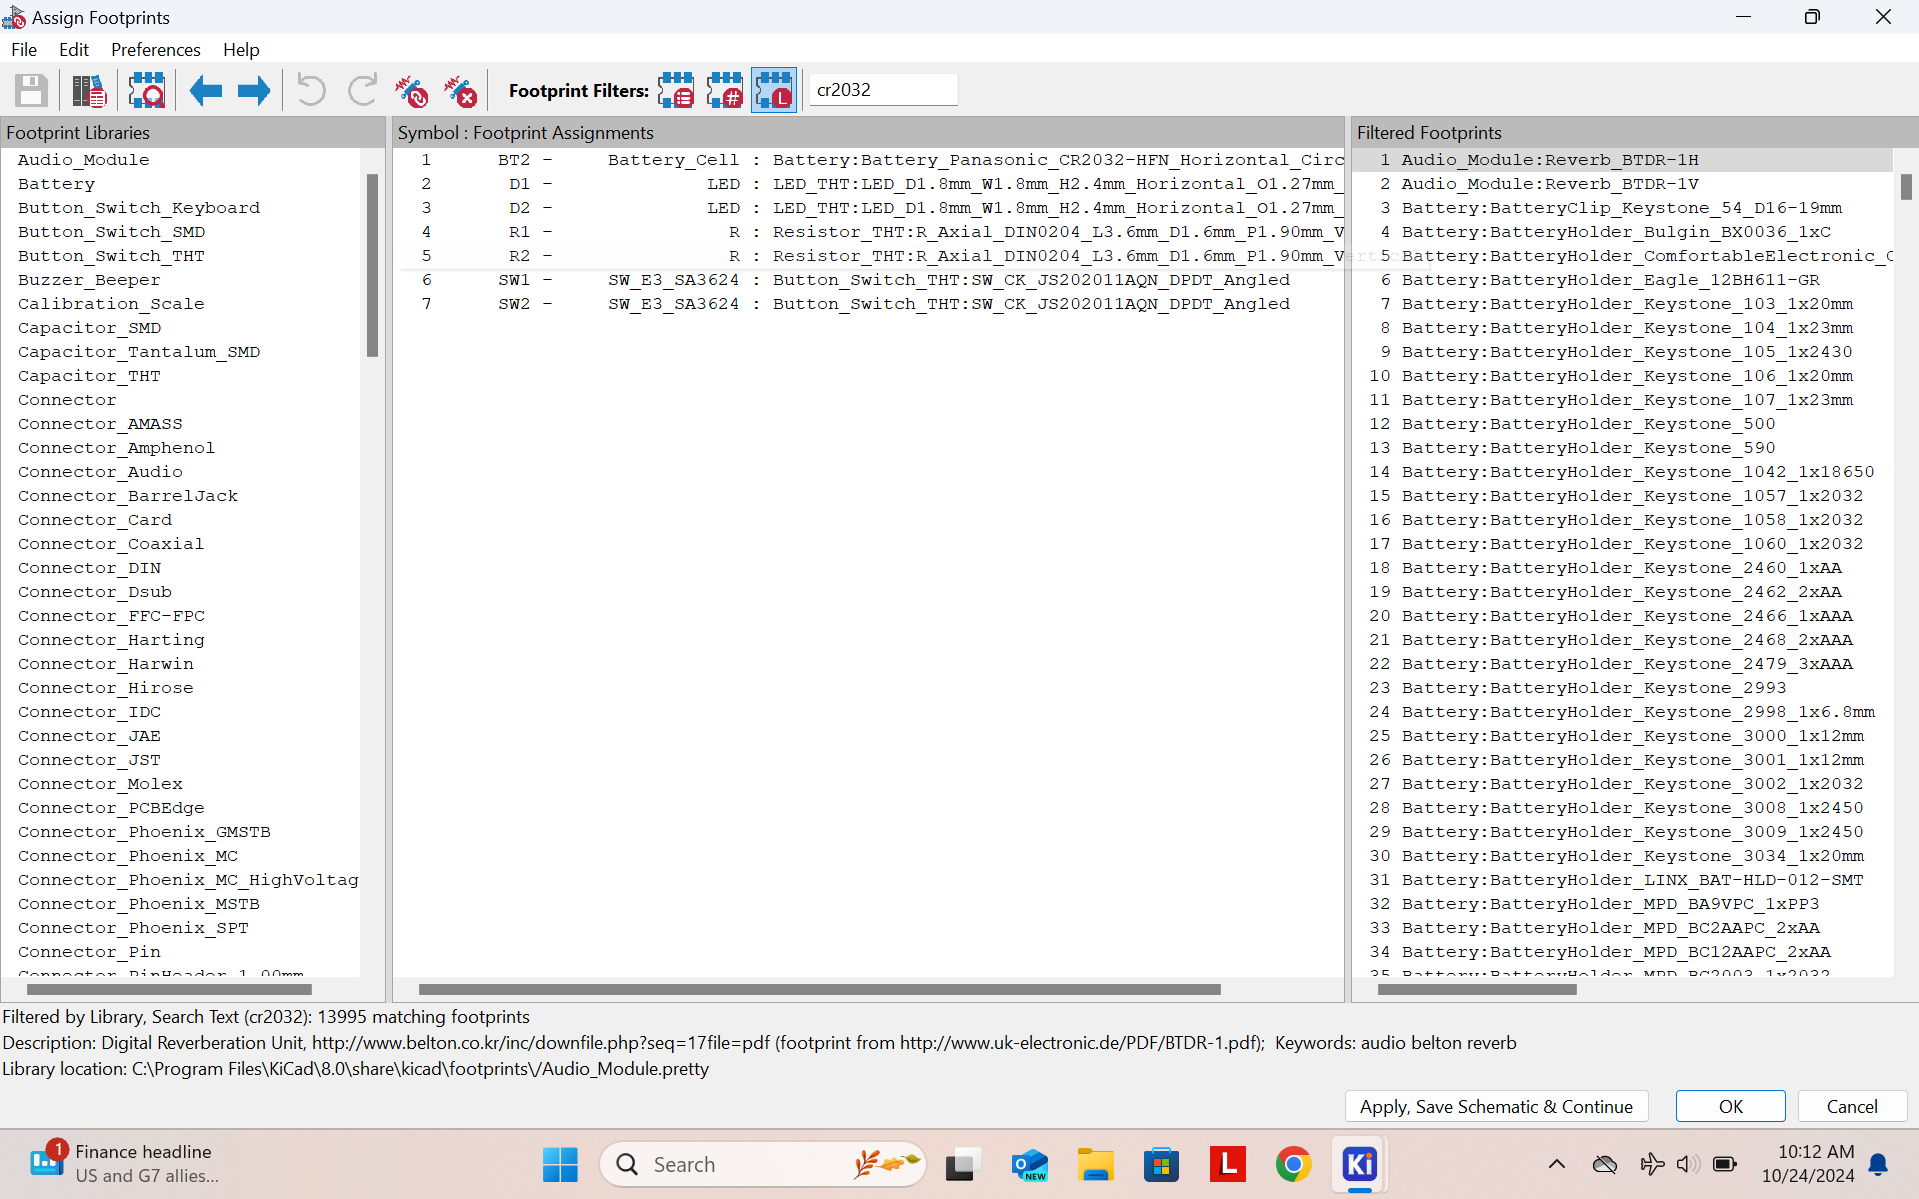 Assign Footprints
File Edit Preferences Help
Footprint Filters: cr2032
Footprint Libraries
Audio_Module
Battery
Button_Switch_Keyboard
Button_Switch_SMD
Button_Switch_THT
Buzzer_Beeper
Calibration_Scale
Capacitor_SMD
Capacitor_Tantalum_SMD
Capacitor_THT
Connector
Connector_AMASS
Connector_Amphenol
Connector_Audio
Connector_BarrelJack
Connector_Card
Connector_Coaxial
Connector_DIN
Connector_Dsub
Connector_FFC-FPC
Connector_Harting
Connector_Harwin
Connector_Hirose
Connector_IDC
Connector_JAE
Connector_JST
Connector_Molex
Connector_PCBEdge
Connector_Phoenix_GMSTB
Connector_Phoenix_MC
Connector_Phoenix_MC_HighVoltag
Connector_Phoenix_MSTB
Connector_Phoenix_SPT
Connector_Pin
Connector_PinHeader_1.00mm
Symbol : Footprint Assignments
1 BT2 - Battery_Cell : Battery:Battery_Panasonic_CR2032-HFN_Horizontal_Circ
2 D1 - LED : LED_THT:LED_D1.8mm_W1.8mm_H2.4mm_Horizontal_O1.27mm_
3 D2 - LED : LED_THT:LED_D1.8mm_W1.8mm_H2.4mm_Horizontal_O1.27mm_
4 R1 - R : Resistor_THT:R_Axial_DIN0204_L3.6mm_D1.6mm_P1.90mm_V
5 R2 - R : Resistor_THT:R_Axial_DIN0204_L3.6mm_D1.6mm_P1.90mm_Ve
6 SW1 - SW_E3_SA3624 : Button_Switch_THT:SW_CK_JS202011AQN_DPDT_Angled
7 SW2 - SW_E3_SA3624 : Button_Switch_THT:SW_CK_JS202011AQN_DPDT_Angled
Filtered Footprints
1 Audio_Module:Reverb_BTDR-1H
2 Audio_Module:Reverb_BTDR-1V
3 Battery:BatteryClip_Keystone_54_D16-19mm
4 Battery:BatteryHolder_Bulgin_BX0036_1xC
5 Battery:BatteryHolder_ComfortableElectronic_C
6 Battery:BatteryHolder_Eagle_12BH611-GR
7 Battery:BatteryHolder_Keystone_103_1x20mm
8 Battery:BatteryHolder_Keystone_104_1x23mm
9 Battery:BatteryHolder_Keystone_105_1x2430
10 Battery:BatteryHolder_Keystone_106_1x20mm
11 Battery:BatteryHolder_Keystone_107_1x23mm
12 Battery:BatteryHolder_Keystone_500
13 Battery:BatteryHolder_Keystone_590
14 Battery:BatteryHolder_Keystone_1042_1x18650
15 Battery:BatteryHolder_Keystone_1057_1x2032
16 Battery:BatteryHolder_Keystone_1058_1x2032
17 Battery:BatteryHolder_Keystone_1060_1x2032
18 Battery:BatteryHolder_Keystone_2460_1xAA
19 Battery:BatteryHolder_Keystone_2462_2xAA
20 Battery:BatteryHolder_Keystone_2466_1xAAA
21 Battery:BatteryHolder_Keystone_2468_2xAAA
22 Battery:BatteryHolder_Keystone_2479_3xAAA
23 Battery:BatteryHolder_Keystone_2993
24 Battery:BatteryHolder_Keystone_2998_1x6.8mm
25 Battery:BatteryHolder_Keystone_3000_1x12mm
26 Battery:BatteryHolder_Keystone_3001_1x12mm
27 Battery:BatteryHolder_Keystone_3002_1x2032
28 Battery:BatteryHolder_Keystone_3008_1x2450
29 Battery:BatteryHolder_Keystone_3009_1x2450
30 Battery:BatteryHolder_Keystone_3034_1x20mm
31 Battery:BatteryHolder_LINX_BAT-HLD-012-SMT
32 Battery:BatteryHolder_MPD_BA9VPC_1xPP3
33 Battery:BatteryHolder_MPD_BC2AAPC_2xAA
34 Battery:BatteryHolder_MPD_BC12AAPC_2xAA
35 Battery:BatteryHolder_MPD_BC2003_1x2032
Filtered by Library, Search Text (cr2032): 13995 matching footprints
Description: Digital Reverberation Unit, http://www.belton.co.kr/inc/downfile.php?seq=17file=pdf (footprint from http://www.uk-electronic.de/PDF/BTDR-1.pdf); Keywords: audio belton reverb
Library location: C:\Program Files\KiCad\8.0\share\kicad\footprints\/Audio_Module.pretty
Apply, Save Schematic & Continue OK Cancel
1 Finance headline
US and G7 allies...
Search
NEW
L
Ki
10:12 AM
10/24/2024